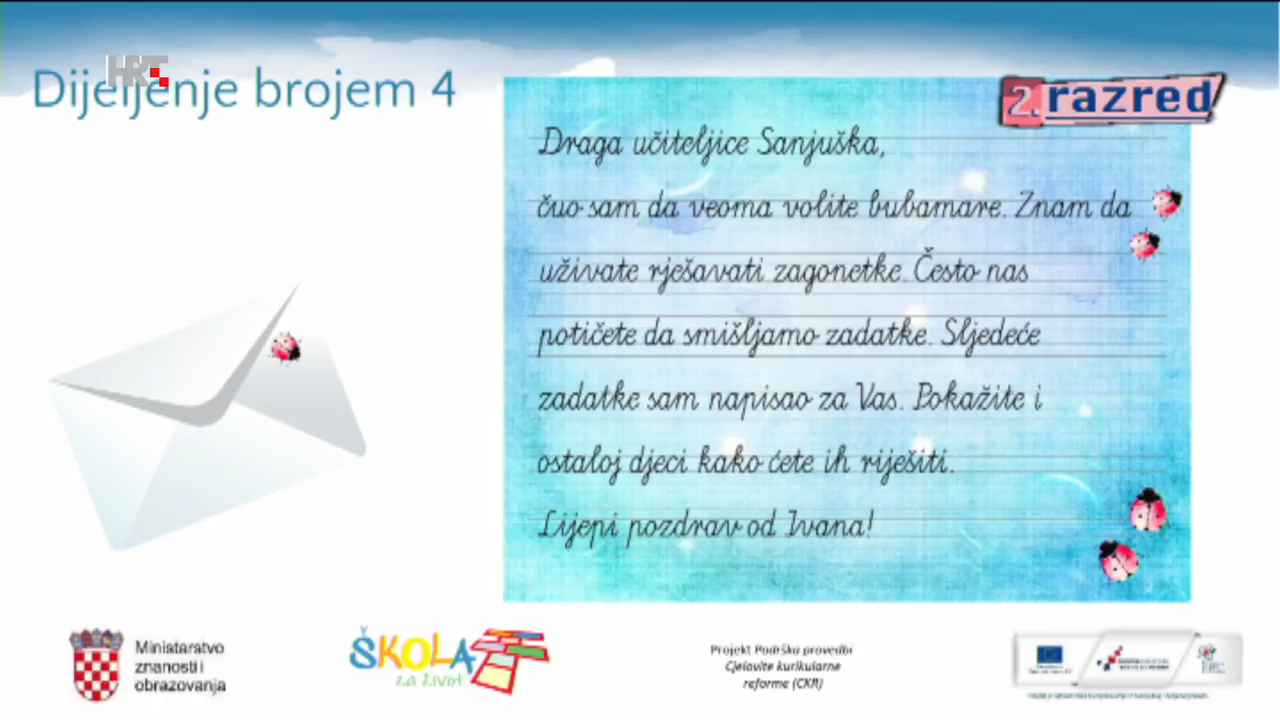 HRT
Dijeljenje brojem 4
2. razred
Draga učiteljice Sanjuška,
čuo sam da veoma volite bubamare. Znam da
uživate rješavati zagonetke. Često nas
potičete da smišljamo zadatke. Sljedeće
zadatke sam napisao za Vas. Pokažite i
ostaloj djeci kako ćete ih riješiti.
Lijepi pozdrav od Ivana!
Ministarstvo
znanosti i
obrazovanja
ŠKOLA
za život
Projekt Podrška provedbi
Cjelovite kurikularne
reforme (CKR)